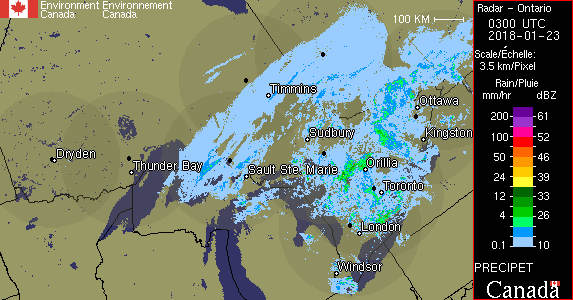 Environment Environnement
Canada Canada
100 KM
Timmins
Ottawa
Sudbury
Kingston
Dryden
Thunder Bay
Sault Ste. Marie
Orillia
Toronto
London
Windsor
Radar - Ontario
0300 UTC
2018-01-23
Scale/Échelle:
3.5 km/Pixel
Rain/Pluie
mm/hr dBZ
200 61
100 52
50 46
24 39
12 33
4 26
0.1 10
PRECIPET
Canada